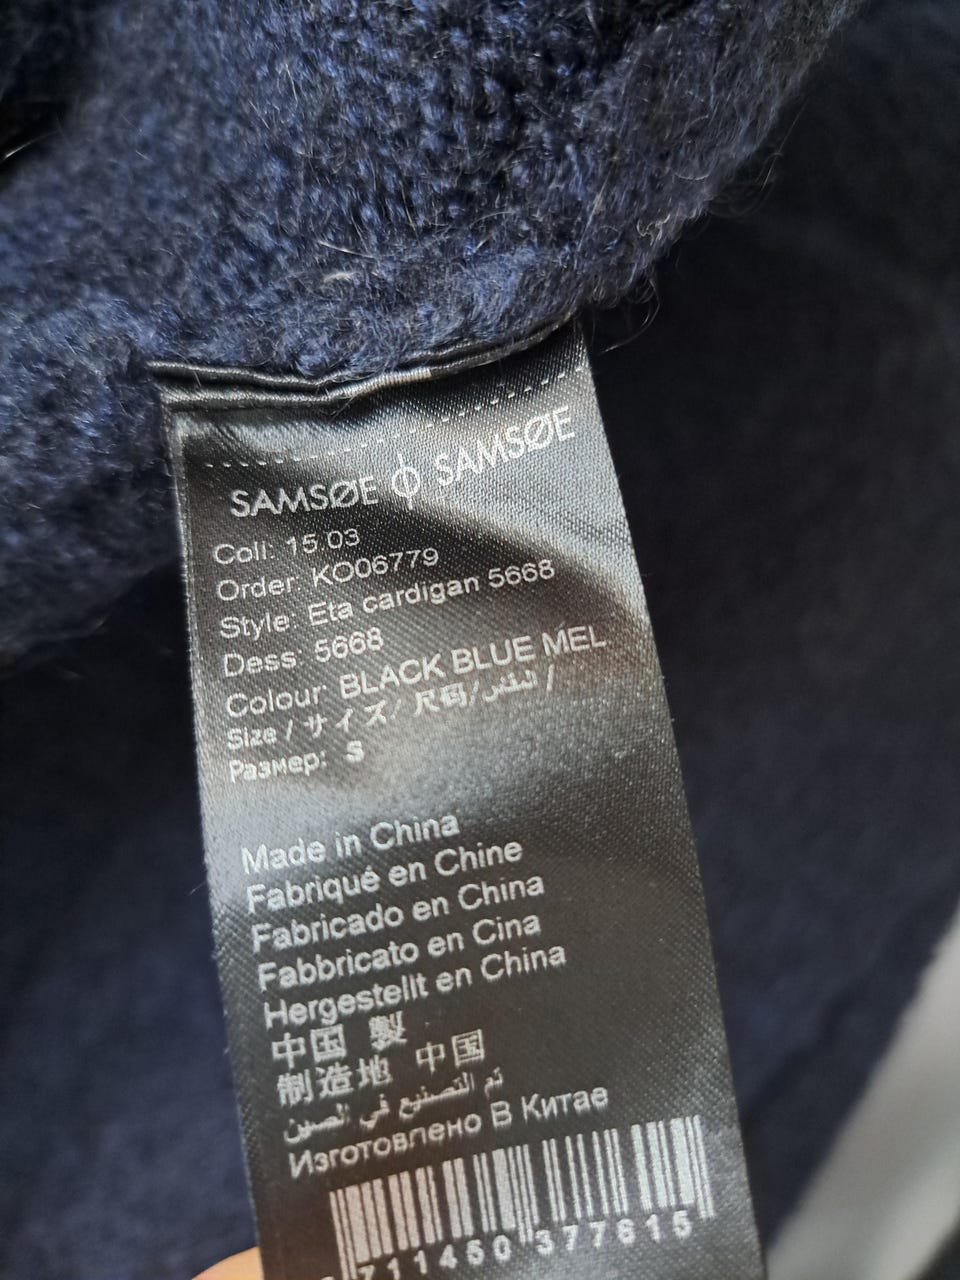 SAMSØE ϕ SAMSØE
Coll: 15.03
Order: KO06779
Style: Eta cardigan 5668
Dess: 5668
Colour: BLACK BLUE MEL
Size / サイズ/ 尺码/
Размер: S
Made in China
Fabriqué en Chine
Fabricado en China
Fabbricato en Cina
Hergestellt en China
中国 製
制造地 中国
تم التصنيع في الصين
Изготовлено В Китае
711450 377615